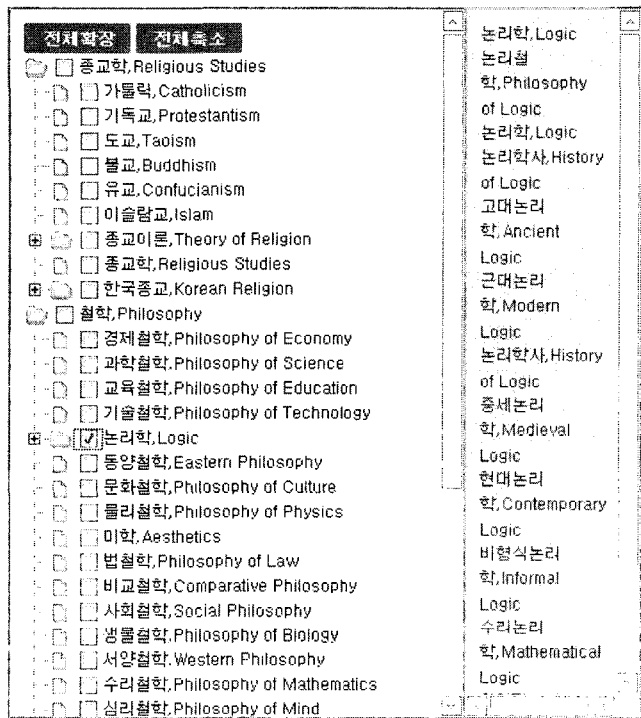 전체확장 전체축소
종교학,Religious Studies
가톨릭,Catholicism
기독교,Protestantism
도교,Taoism
불교,Buddhism
유교,Confucianism
이슬람교,Islam
종교이론,Theory of Religion
종교학,Religious Studies
한국종교,Korean Religion
철학,Philosophy
경제철학,Philosophy of Economy
과학철학,Philosophy of Science
교육철학,Philosophy of Education
기술철학,Philosophy of Technology
논리학,Logic
동양철학,Eastern Philosophy
문화철학,Philosophy of Culture
물리철학,Philosophy of Physics
미학,Aesthetics
법철학,Philosophy of Law
비교철학,Comparative Philosophy
사회철학,Social Philosophy
생물철학,Philosophy of Biology
서양철학,Western Philosophy
수리철학,Philosophy of Mathematics
심리철학,Philosophy of Mind
논리학,Logic
논리철
학,Philosophy
of Logic
논리학,Logic
논리학사,History
of Logic
고대논리
학,Ancient
Logic
근대논리
학,Modern
Logic
논리학사,History
of Logic
중세논리
학,Medieval
Logic
현대논리
학,Contemporary
Logic
비형식논리
학,Informal
Logic
수리논리
학,Mathematical
Logic